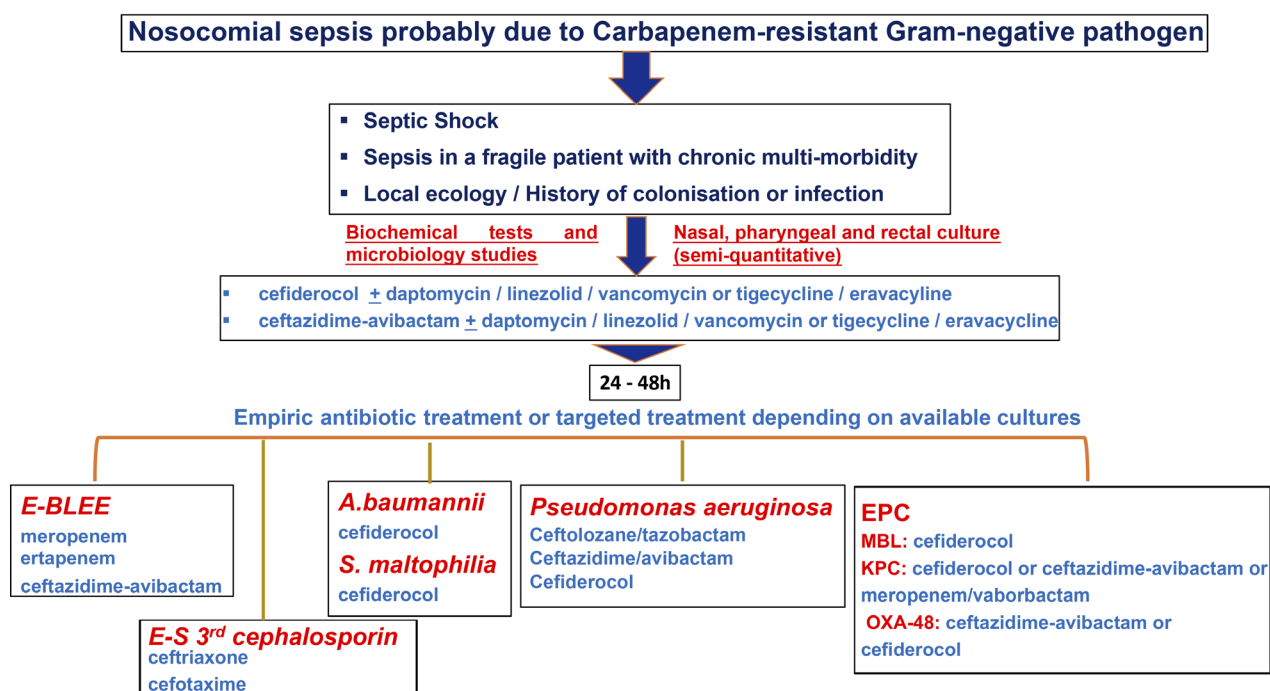 Nosocomial sepsis probably due to Carbapenem-resistant Gram-negative pathogen
▪ Septic Shock
▪ Sepsis in a fragile patient with chronic multi-morbidity
▪ Local ecology / History of colonisation or infection
Biochemical tests and
microbiology studies
Nasal, pharyngeal and rectal culture
(semi-quantitative)
▪ cefiderocol + daptomycin / linezolid / vancomycin or tigecycline / eravacyline
▪ ceftazidime-avibactam + daptomycin / linezolid / vancomycin or tigecycline / eravacycline
24 - 48h
Empiric antibiotic treatment or targeted treatment depending on available cultures
E-BLEE
meropenem
ertapenem
ceftazidime-avibactam
E-S 3rd cephalosporin
ceftriaxone
cefotaxime
A.baumannii
cefiderocol
S. maltophilia
cefiderocol
Pseudomonas aeruginosa
Ceftolozane/tazobactam
Ceftazidime/avibactam
Cefiderocol
EPC
MBL: cefiderocol
KPC: cefiderocol or ceftazidime-avibactam or
meropenem/vaborbactam
OXA-48: ceftazidime-avibactam or
cefiderocol